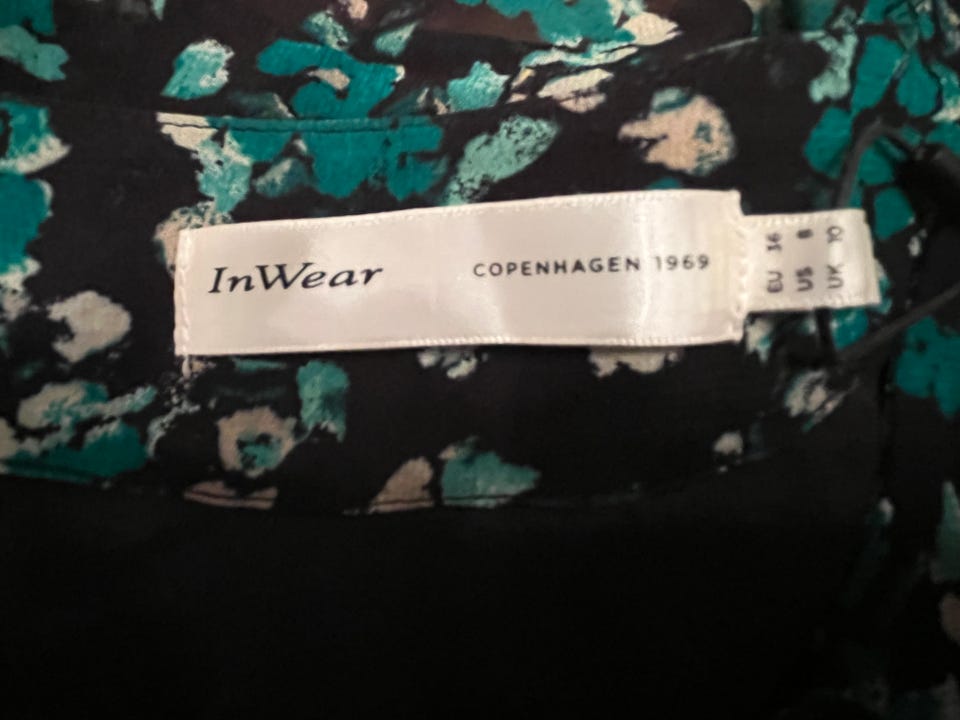 InWear COPENHAGEN 1969
EU 36
US 8
UK 10